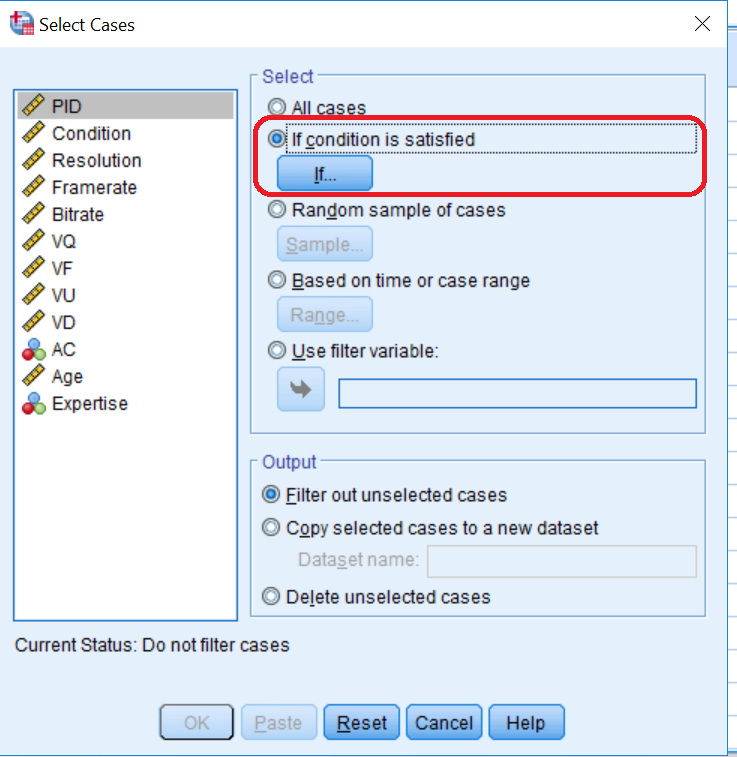 Select Cases
PID
Condition
Resolution
Framerate
Bitrate
VQ
VF
VU
VD
AC
Age
Expertise
Select
All cases
If condition is satisfied
If...
Random sample of cases
Sample...
Based on time or case range
Range...
Use filter variable:
Output
Filter out unselected cases
Copy selected cases to a new dataset
Dataset name:
Delete unselected cases
Current Status: Do not filter cases
OK
Paste
Reset
Cancel
Help